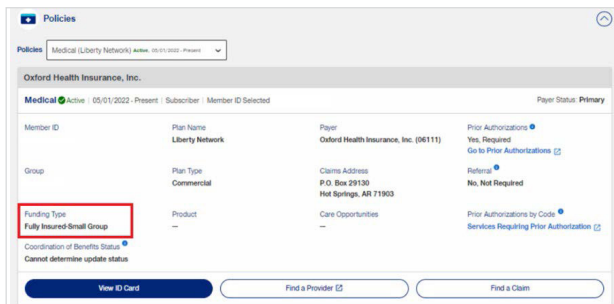 Policies
Policies Medical (Liberty Network) Active, 05/01/2022 - Present
Oxford Health Insurance, Inc.
Medical Active | 05/01/2022 - Present | Subscriber | Member ID Selected Payer Status: Primary
Member ID Plan Name Payer Prior Authorizations
Liberty Network Oxford Health Insurance, Inc. (06111) Yes, Required
Go to Prior Authorizations
Group Plan Type Claims Address Referral
Commercial P.O. Box 29130 No, Not Required
Hot Springs, AR 71903
Funding Type Product Care Opportunities Prior Authorizations by Code
Fully Insured-Small Group — — Services Requiring Prior Authorization
Coordination of Benefits Status
Cannot determine update status
View ID Card Find a Provider Find a Claim